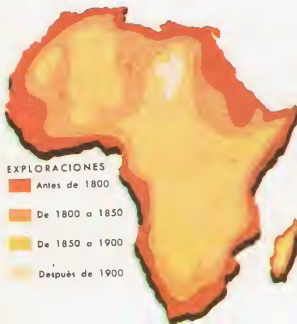 EXPLORACIONES
Antes de 1800
De 1800 a 1850
De 1850 a 1900
Después de 1900